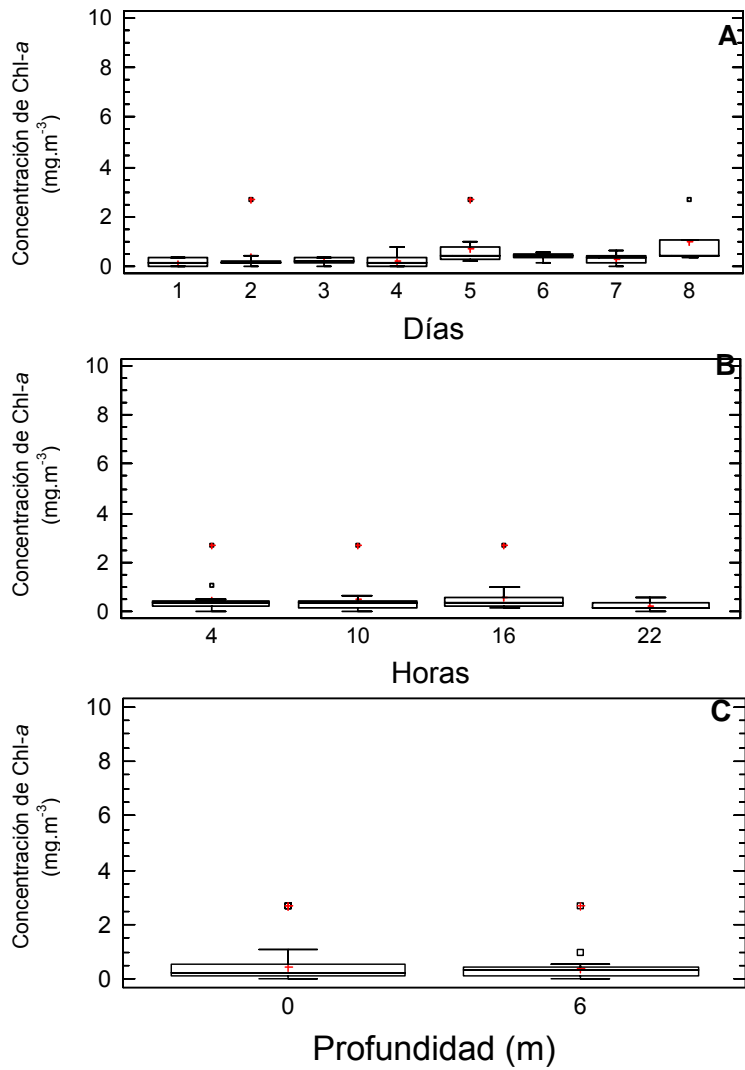 A
Concentración de Chl-a
(mg.m-3)
10
8
6
4
2
0
1 2 3 4 5 6 7 8
Días
B
Concentración de Chl-a
(mg.m-3)
10
8
6
4
2
0
4 10 16 22
Horas
C
Concentración de Chl-a
(mg.m-3)
10
8
6
4
2
0
0 6
Profundidad (m)